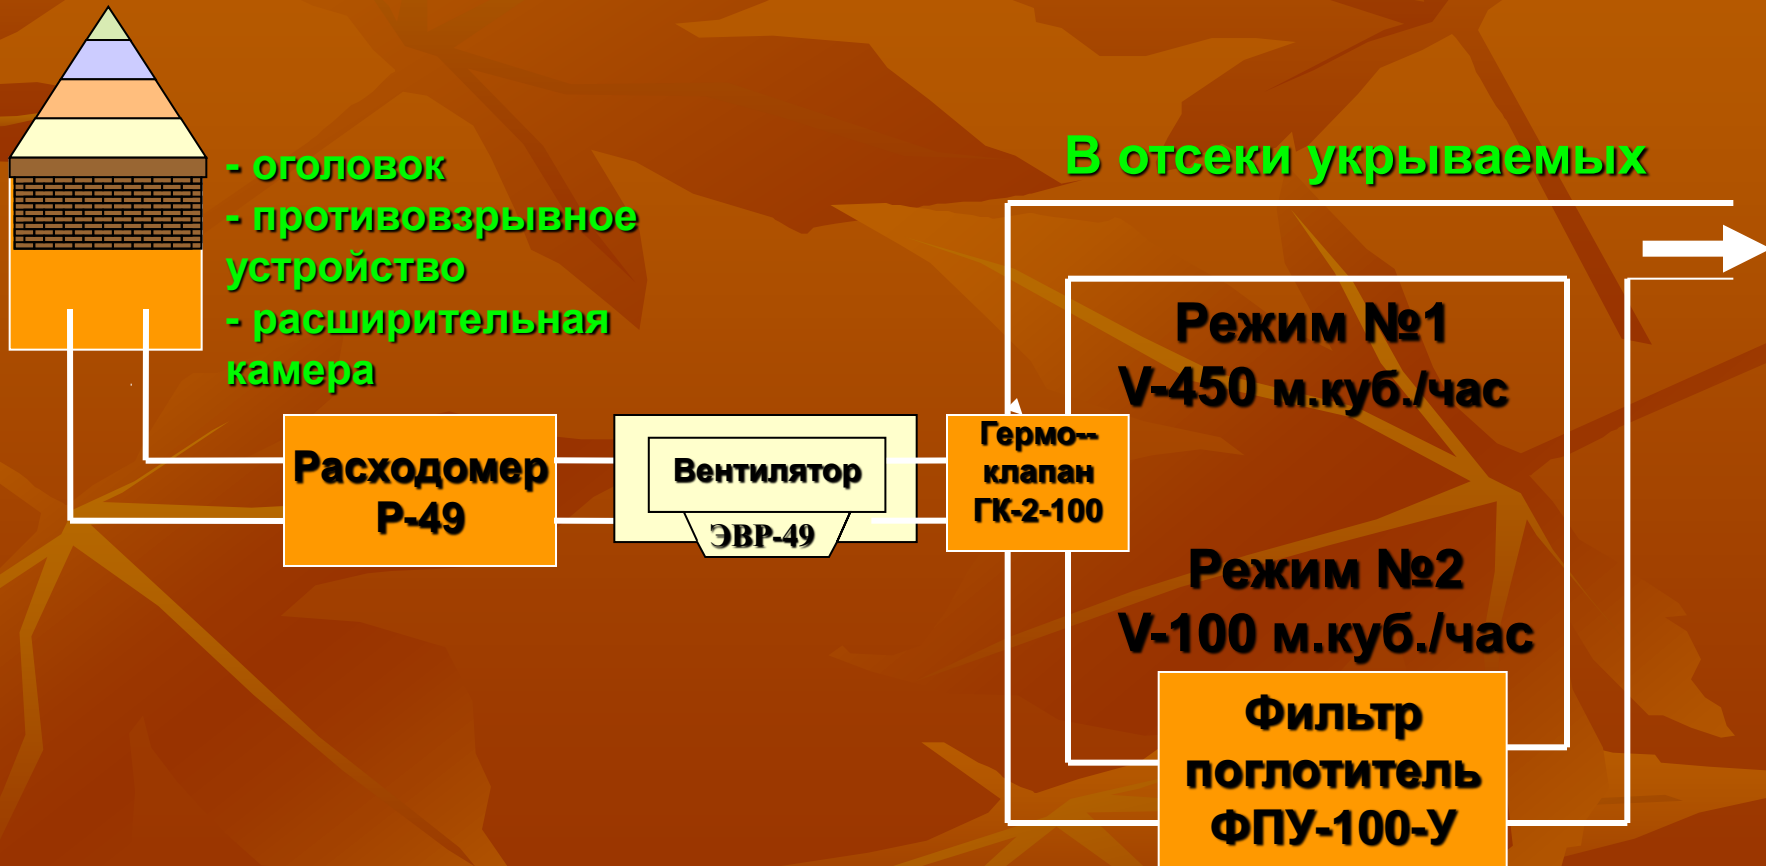 - оголовок
- противовзрывное
устройство
- расширительная
камера
В отсеки укрываемых
Режим №1
V-450 м.куб./час
Расходомер
Р-49
Вентилятор
ЭВР-49
Гермо--
клапан
ГК-2-100
Режим №2
V-100 м.куб./час
Фильтр
поглотитель
ФПУ-100-У